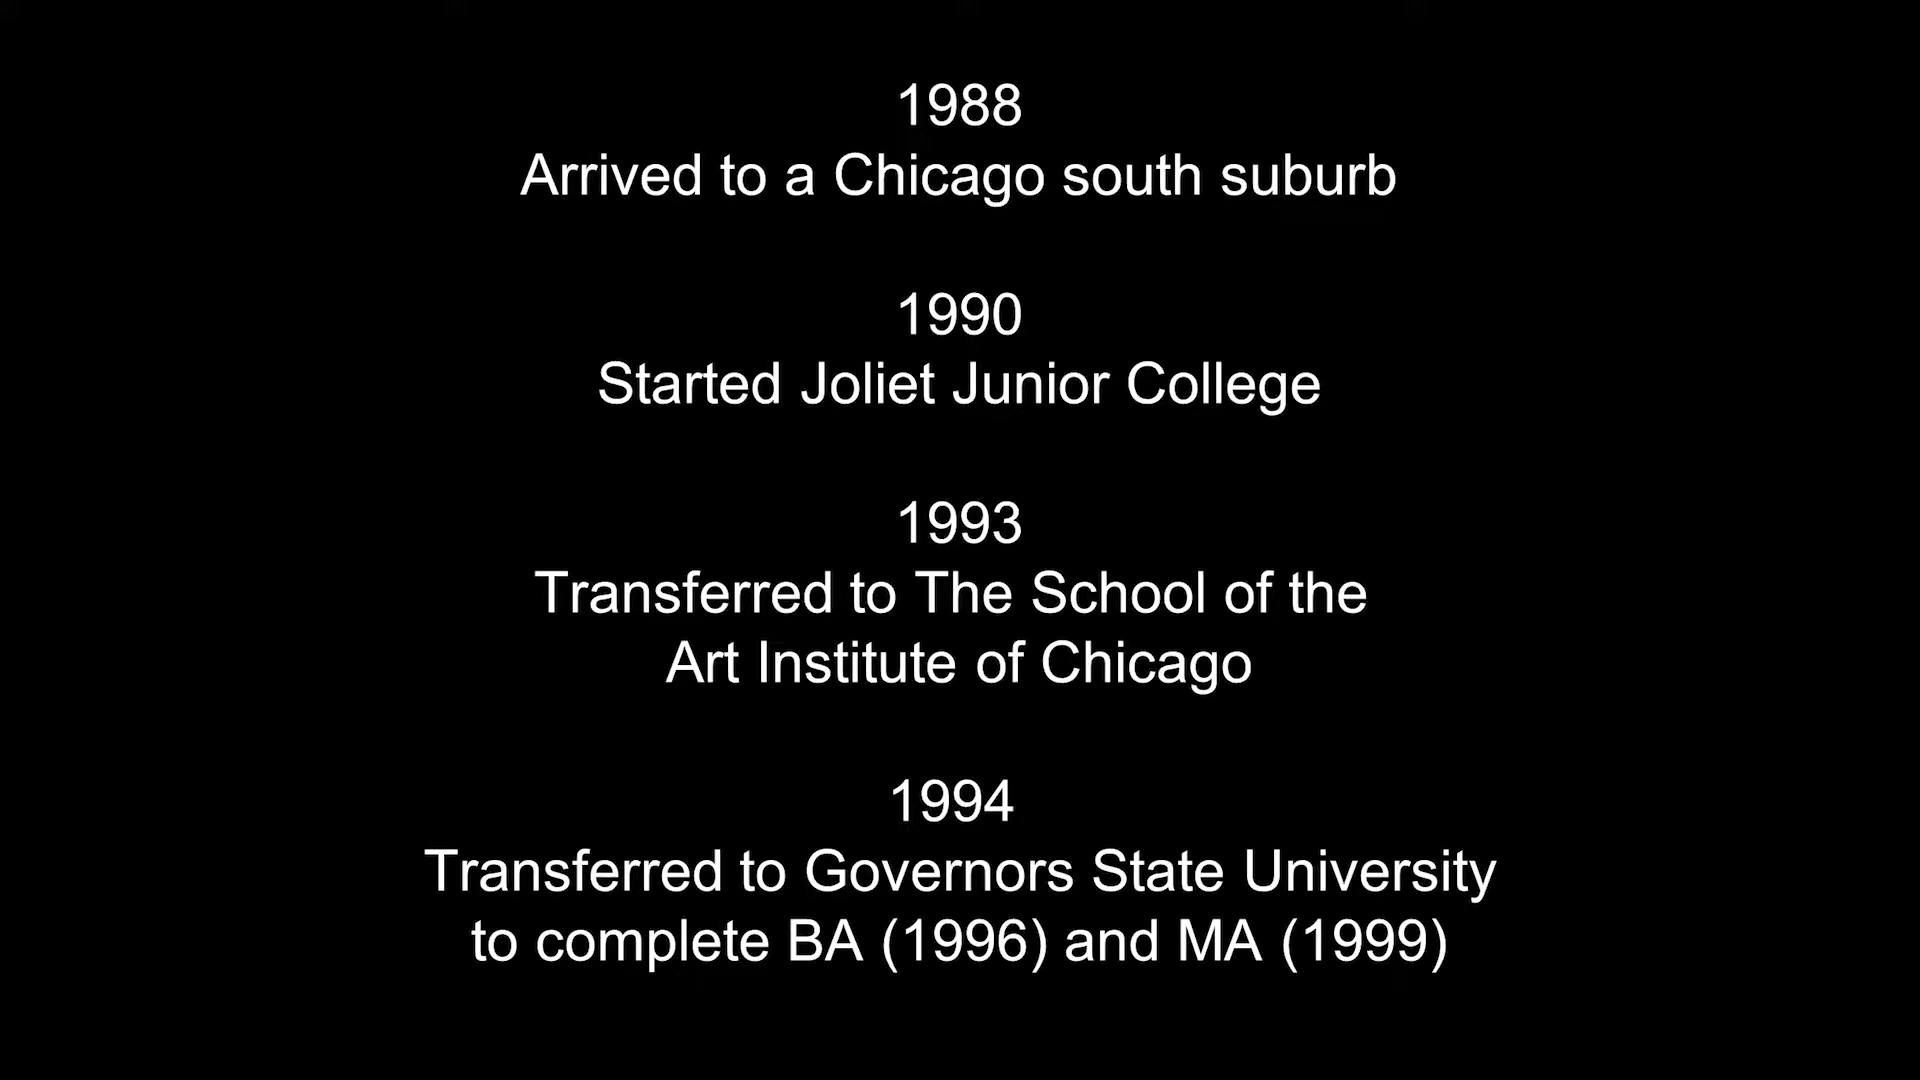 1988
Arrived to a Chicago south suburb
1990
Started Joliet Junior College
1993
Transferred to The School of the
Art Institute of Chicago
1994
Transferred to Governors State University
to complete BA (1996) and MA (1999)